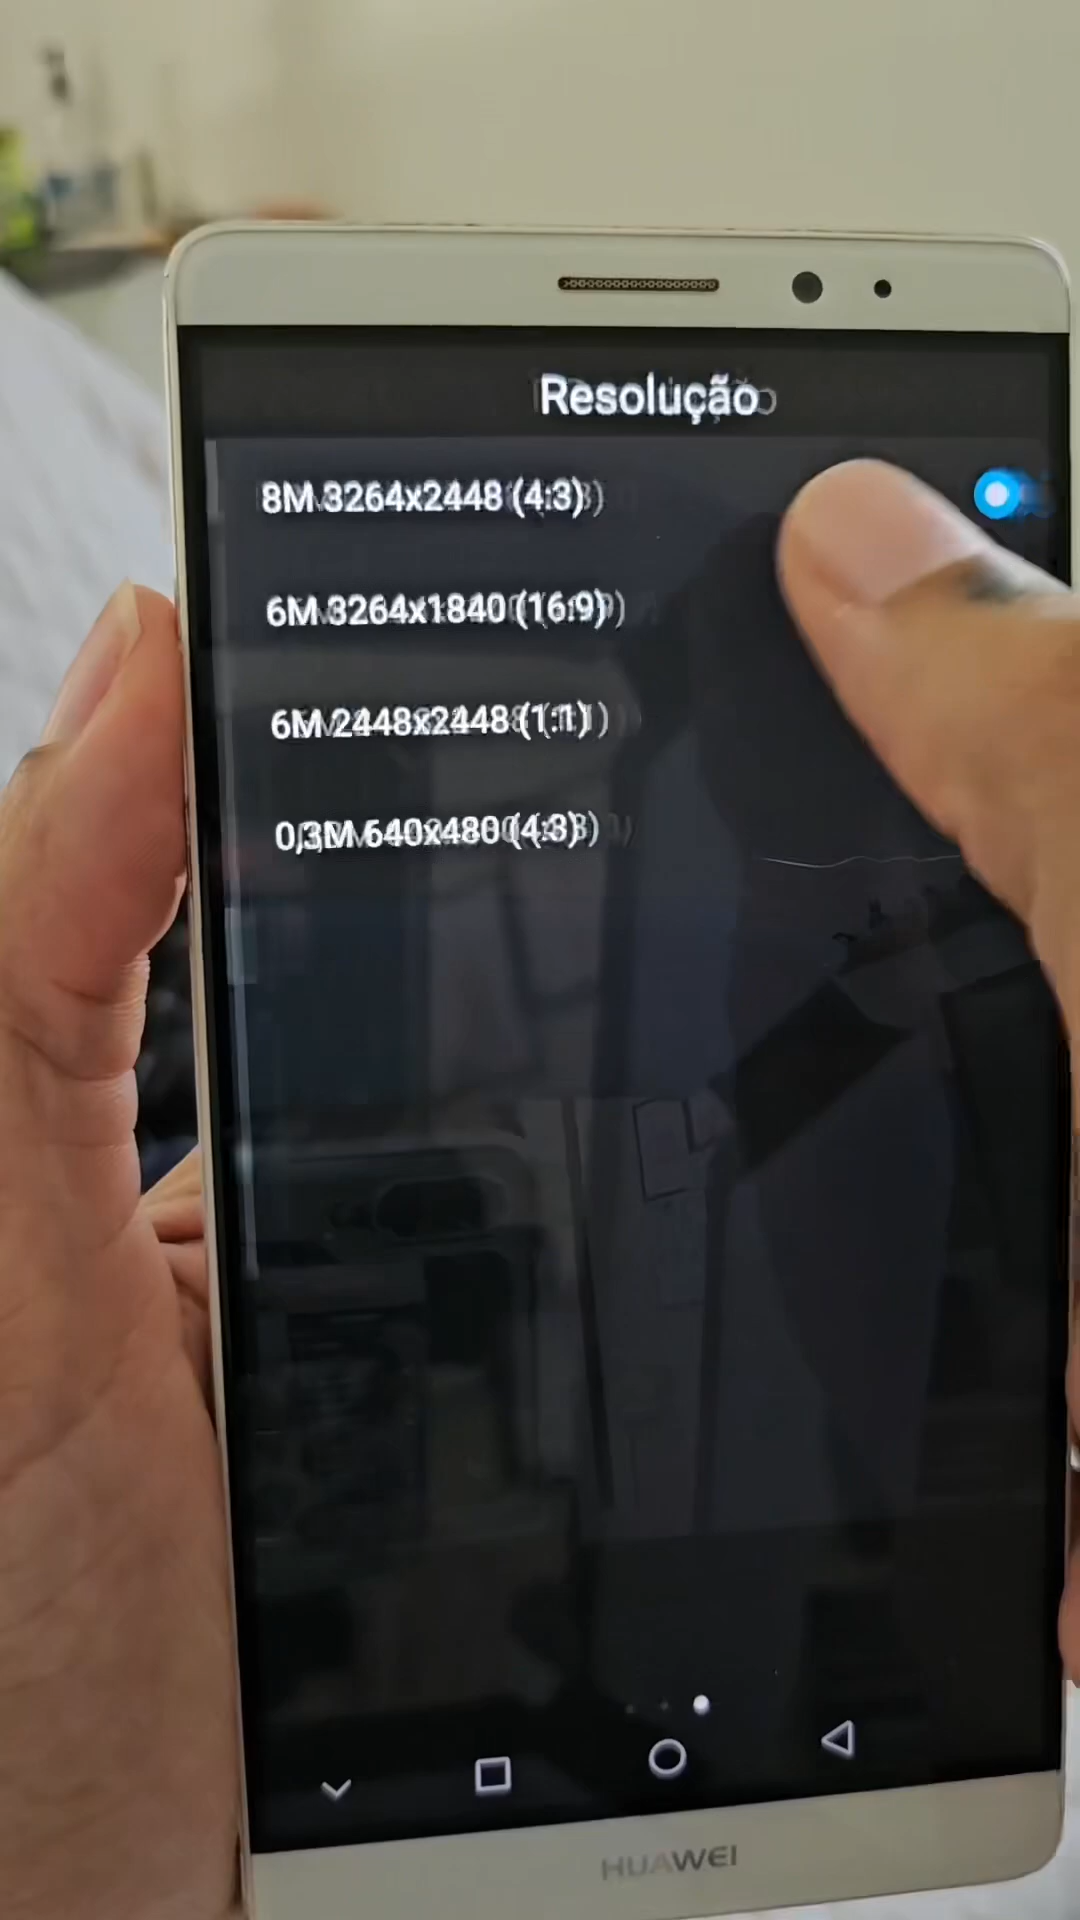 Resolução
8M 3264x2448 (4:3)
6M 3264x1840 (16:9)
6M 2448x2448 (1:1)
0,3M 640x480 (4:3)
HUAWEI